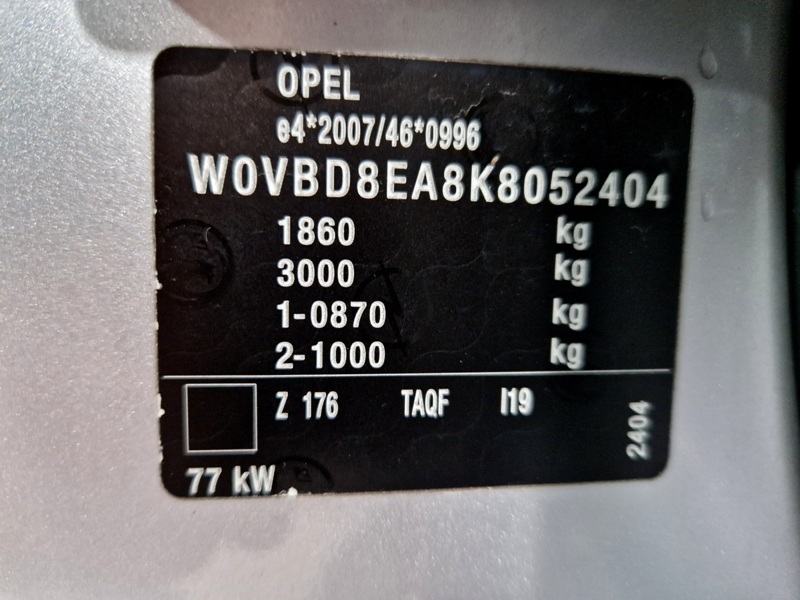 OPEL
e4*2007/46*0996
W0VBD8EA8K8052404
1860 kg
3000 kg
1-0870 kg
2-1000 kg
Z 176 TAQF I19
2404
77 kW